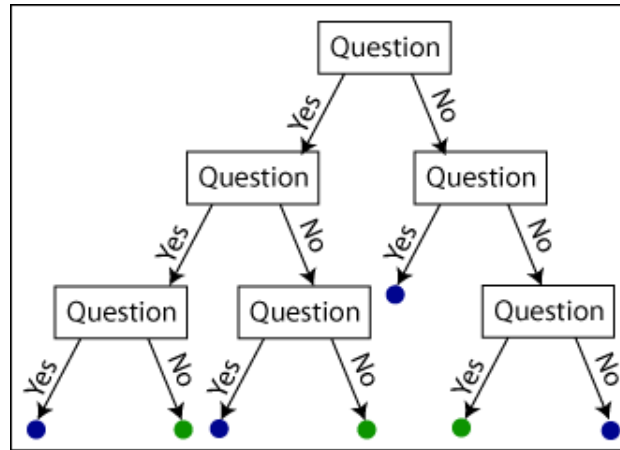 Question
Yes No
Question Question
Yes No Yes No
Question Question Question
Yes No Yes No Yes No